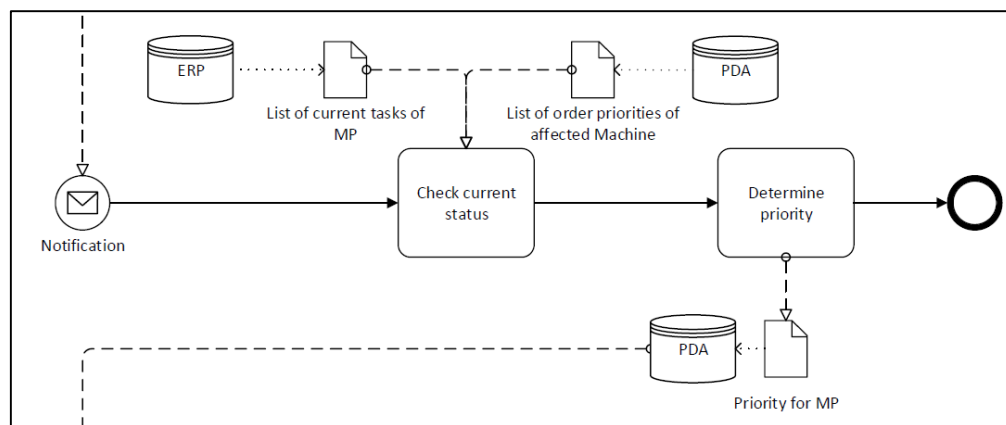 ERP
PDA
List of current tasks of
MP
List of order priorities of
affected Machine
Check current
status
Determine
priority
Notification
PDA
Priority for MP